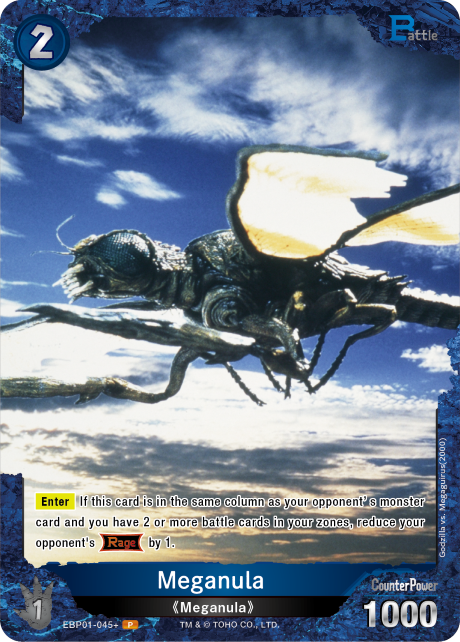 2
Battle
Enter If this card is in the same column as your opponent's monster
card and you have 2 or more battle cards in your zones, reduce your
opponent's Rage by 1.
Godzilla vs. Megaguirus(2000)
Meganula
CounterPower
1
《Meganula》
1000
EBP01-045+ P
TM & © TOHO CO., LTD.